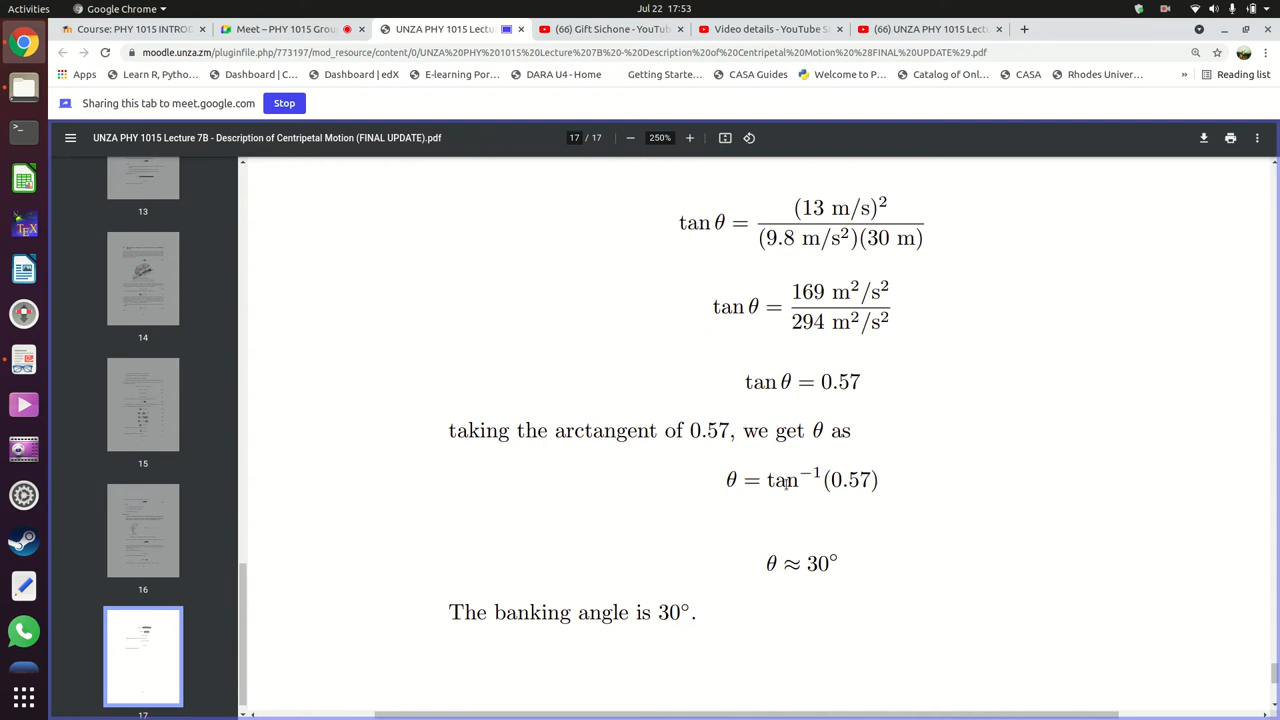 Activities
Google Chrome
Jul 22 17:53
Course: PHY 1015 INTROD
Meet – PHY 1015 Group
UNZA PHY 1015 Lectu
(66) Gift Sichone - YouTub
Video details - YouTube S
(66) UNZA PHY 1015 Lect
moodle.unza.zm/pluginfile.php/773197/mod_resource/content/0/UNZA%20PHY%201015%20Lecture%207B%20-%20Description%20of%20Centripetal%20Motion%20%28FINAL%20UPDATE%29.pdf
Apps
Learn R, Python...
Dashboard | C...
Dashboard | edX
E-learning Por...
DARA U4 - Home
Getting Starte...
CASA Guides
Welcome to P...
Catalog of Onl...
CASA
Rhodes Univer...
»
Reading list
Sharing this tab to meet.google.com
Stop
UNZA PHY 1015 Lecture 7B - Description of Centripetal Motion (FINAL UPDATE).pdf
17 / 17
250%
13
14
15
16
17
tan θ = (13 m/s)² / (9.8 m/s²)(30 m)
tan θ = 169 m²/s² / 294 m²/s²
tan θ = 0.57
taking the arctangent of 0.57, we get θ as
θ = tan⁻¹(0.57)
θ ≈ 30°
The banking angle is 30°.